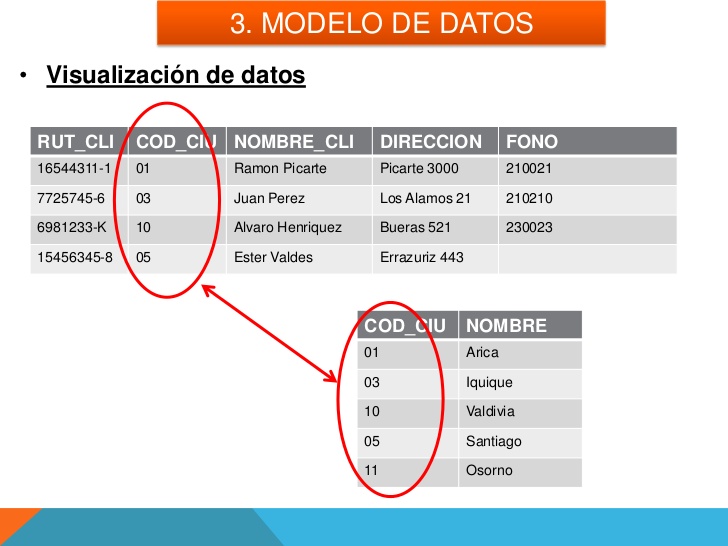 3. MODELO DE DATOS
• Visualización de datos
RUT_CLI COD_CIU NOMBRE_CLI DIRECCION FONO
16544311-1 01 Ramon Picarte Picarte 3000 210021
7725745-6 03 Juan Perez Los Alamos 21 210210
6981233-K 10 Alvaro Henriquez Bueras 521 230023
15456345-8 05 Ester Valdes Errazuriz 443
COD_CIU NOMBRE
01 Arica
03 Iquique
10 Valdivia
05 Santiago
11 Osorno